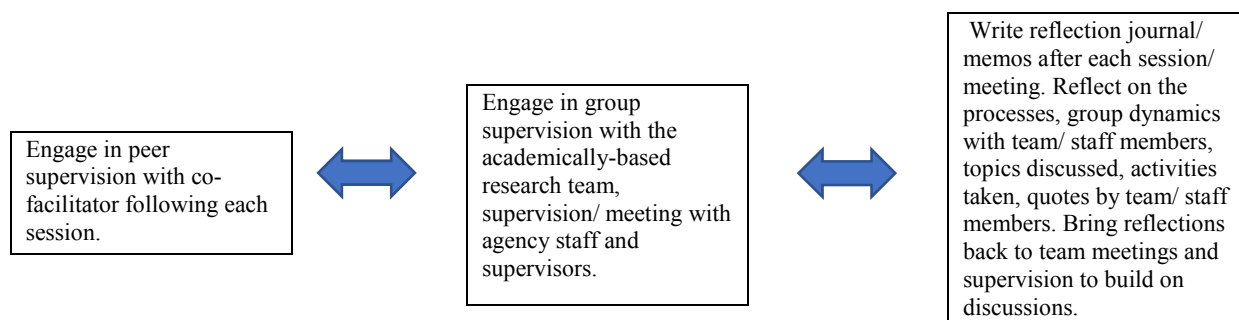 Engage in peer
supervision with co-
facilitator following each
session.
Engage in group
supervision with the
academically-based
research team,
supervision/ meeting with
agency staff and
supervisors.
Write reflection journal/
memos after each session/
meeting. Reflect on the
processes, group dynamics
with team/ staff members,
topics discussed, activities
taken, quotes by team/ staff
members. Bring reflections
back to team meetings and
supervision to build on
discussions.